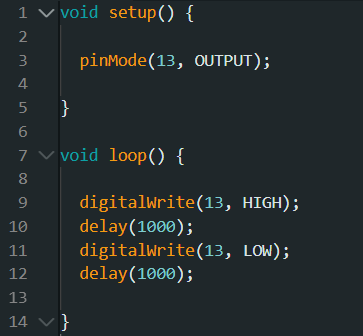 1 void setup() {
2
3 pinMode(13, OUTPUT);
4
5 }
6
7 void loop() {
8
9 digitalWrite(13, HIGH);
10 delay(1000);
11 digitalWrite(13, LOW);
12 delay(1000);
13
14 }